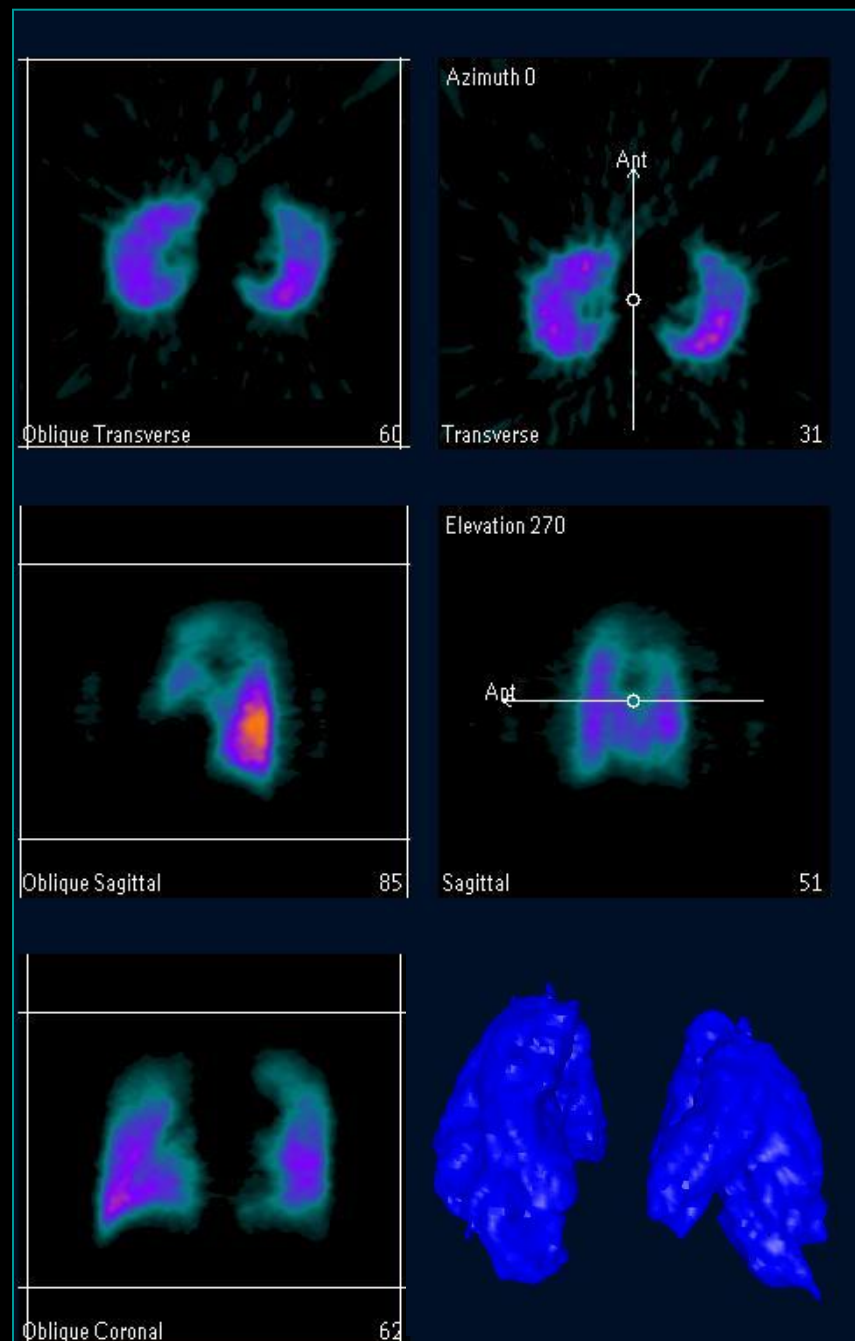 Azimuth 0
Ant
Oblique Transverse 60
Transverse 31
Elevation 270
Ant
Oblique Sagittal 85
Sagittal 51
Oblique Coronal 62